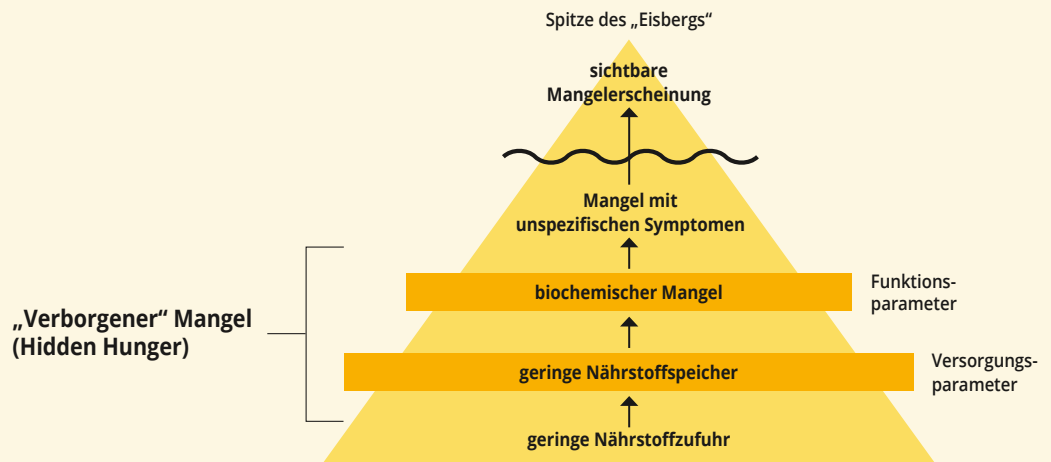 Spitze des „Eisbergs“
sichtbare
Mangelerscheinung
Mangel mit
unspezifischen Symptomen
biochemischer Mangel
Funktions-
parameter
„Verborgener“ Mangel
(Hidden Hunger)
geringe Nährstoffspeicher
Versorgungs-
parameter
geringe Nährstoffzufuhr